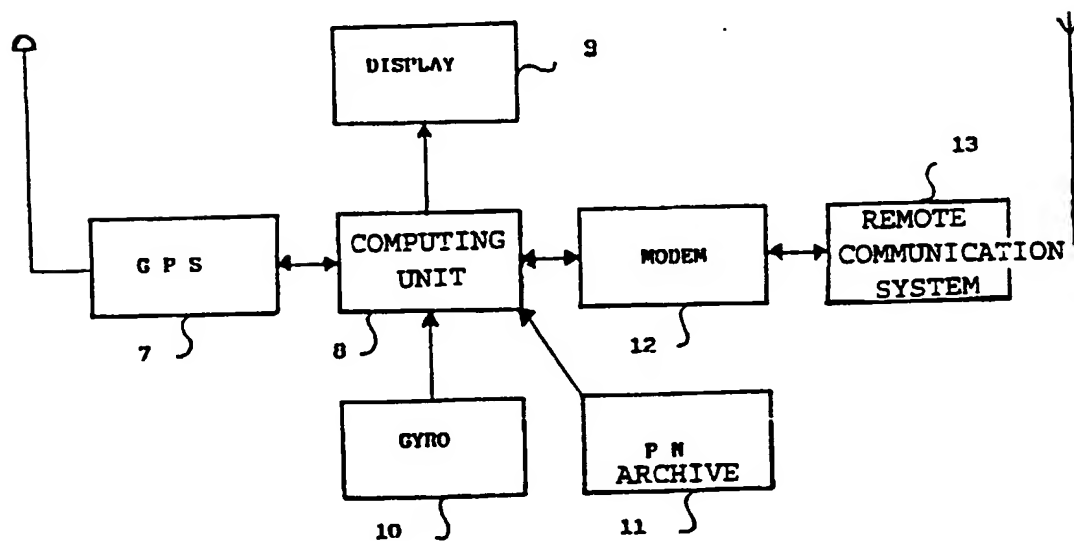 DISPLAY
9
13
G P S
COMPUTING
UNIT
MODEM
REMOTE
COMMUNICATION
SYSTEM
7
8
12
GYRO
P N
ARCHIVE
10
11